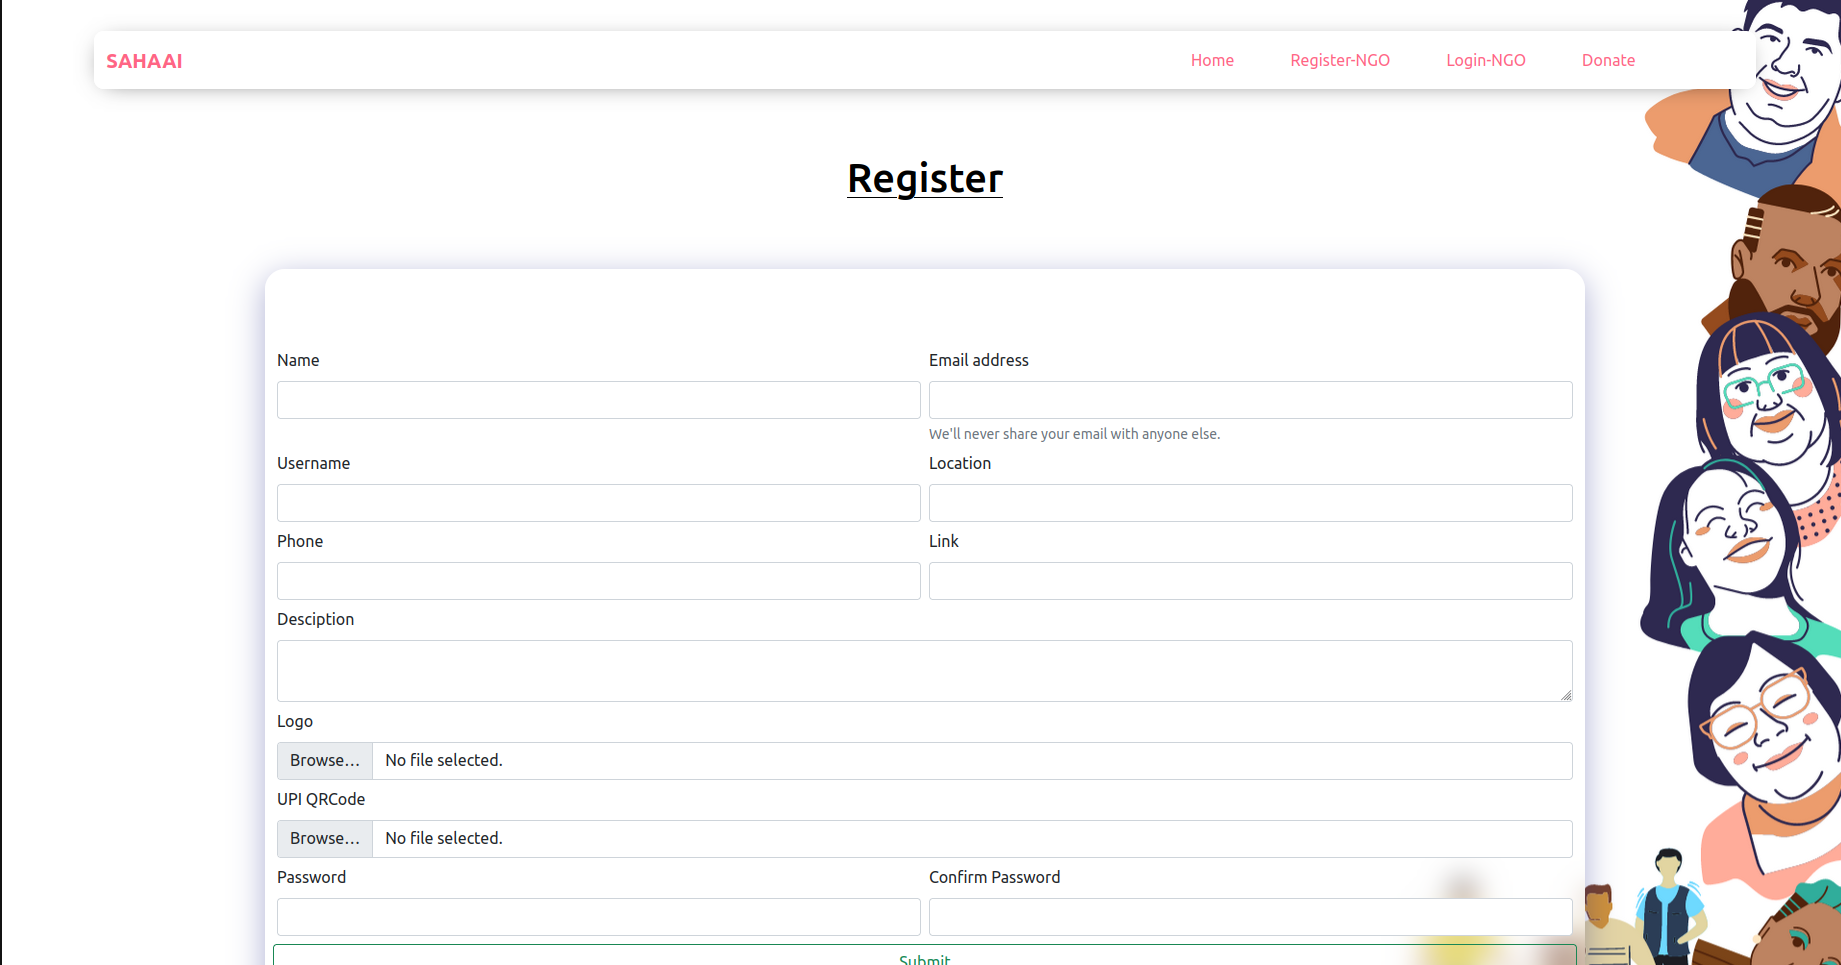 SAHAAI Home Register-NGO Login-NGO Donate
Register
Name Email address
We'll never share your email with anyone else.
Username Location
Phone Link
Desciption
Logo
Browse... No file selected.
UPI QRCode
Browse... No file selected.
Password Confirm Password
Submit